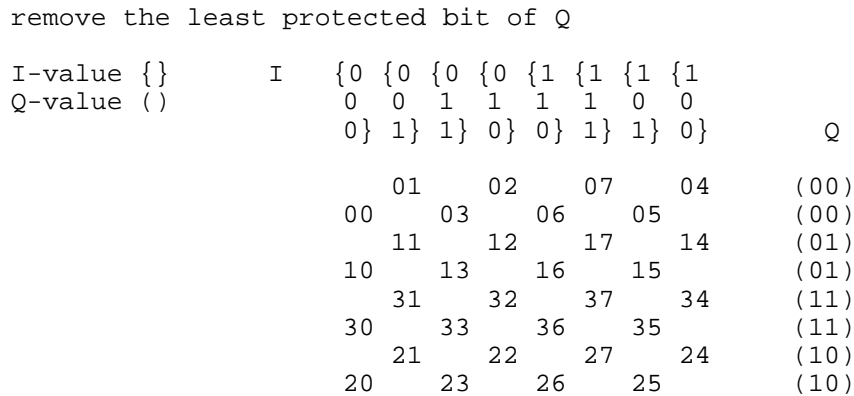 remove the least protected bit of Q
I-value {} I {0 {0 {0 {0 {1 {1 {1 {1
Q-value () 0 0 1 1 1 1 0 0
0} 1} 1} 0} 0} 1} 1} 0} Q
01 02 07 04 (00)
00 03 06 05 (00)
11 12 17 14 (01)
10 13 16 15 (01)
31 32 37 34 (11)
30 33 36 35 (11)
21 22 27 24 (10)
20 23 26 25 (10)